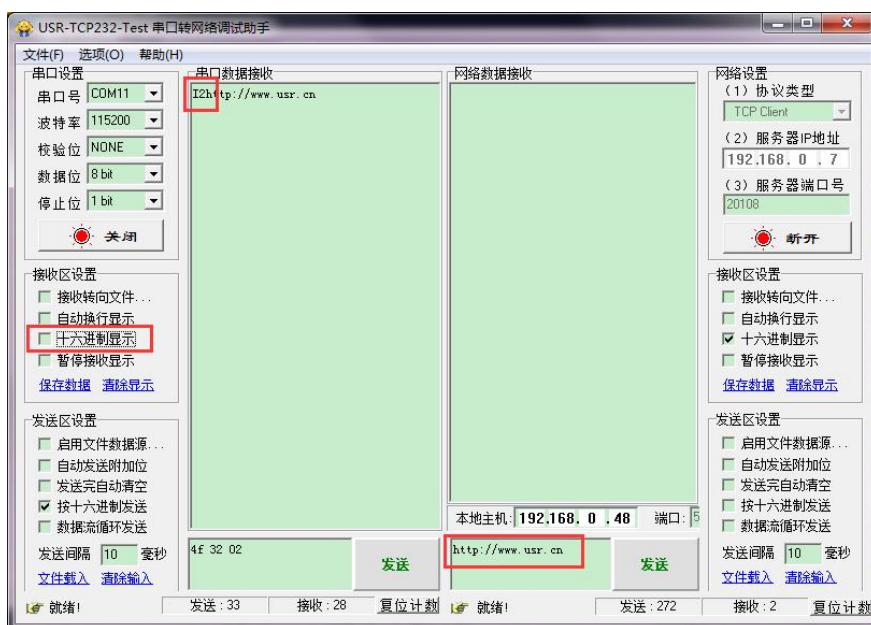 USR-TCP232-Test 串口转网络调试助手
文件(F) 选项(O) 帮助(H)
串口设置
串口号 COM11
波特率 115200
校验位 NONE
数据位 8 bit
停止位 1 bit
关闭
接收区设置
接收转向文件...
自动换行显示
十六进制显示
暂停接收显示
保存数据 清除显示
发送区设置
启用文件数据源...
自动发送附加位
发送完自动清空
按十六进制发送
数据流循环发送
发送间隔 10 毫秒
文件载入 清除输入
就绪!
串口数据接收
I2http://www.usr.cn
4f 32 02
发送
发送:33 接收:28 复位计数
网络数据接收
本地主机: 192.168. 0 .48 端口: 5
http://www.usr.cn
发送
就绪! 发送:272 接收:2 复位计数
网络设置
(1) 协议类型
TCP Client
(2) 服务器IP地址
192.168. 0 . 7
(3) 服务器端口号
20108
断开
接收区设置
接收转向文件...
自动换行显示
十六进制显示
暂停接收显示
保存数据 清除显示
发送区设置
启用文件数据源...
自动发送附加位
发送完自动清空
按十六进制发送
数据流循环发送
发送间隔 10 毫秒
文件载入 清除输入